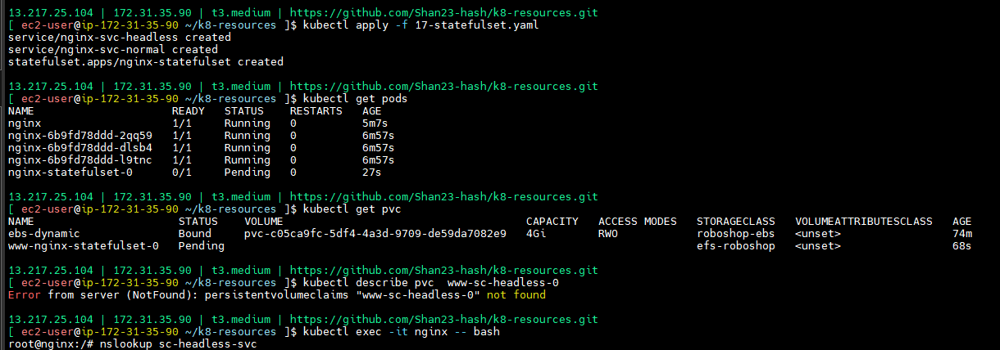 13.217.25.104 | 172.31.35.90 | t3.medium | https://github.com/Shan23-hash/k8-resources.git
[ ec2-user@ip-172-31-35-90 ~/k8-resources ]$ kubectl apply -f 17-statefulset.yaml
service/nginx-svc-headless created
service/nginx-svc-normal created
statefulset.apps/nginx-statefulset created
13.217.25.104 | 172.31.35.90 | t3.medium | https://github.com/Shan23-hash/k8-resources.git
[ ec2-user@ip-172-31-35-90 ~/k8-resources ]$ kubectl get pods
NAME READY STATUS RESTARTS AGE
nginx 1/1 Running 0 5m7s
nginx-6b9fd78ddd-2qq59 1/1 Running 0 6m57s
nginx-6b9fd78ddd-dlsb4 1/1 Running 0 6m57s
nginx-6b9fd78ddd-l9tnc 1/1 Running 0 6m57s
nginx-statefulset-0 0/1 Pending 0 27s
13.217.25.104 | 172.31.35.90 | t3.medium | https://github.com/Shan23-hash/k8-resources.git
[ ec2-user@ip-172-31-35-90 ~/k8-resources ]$ kubectl get pvc
NAME STATUS VOLUME CAPACITY ACCESS MODES STORAGECLASS VOLUMEATTRIBUTESCLASS AGE
ebs-dynamic Bound pvc-c05ca9fc-5df4-4a3d-9709-de59da7082e9 4Gi RWO roboshop-ebs <unset> 74m
www-nginx-statefulset-0 Pending efs-roboshop <unset> 68s
13.217.25.104 | 172.31.35.90 | t3.medium | https://github.com/Shan23-hash/k8-resources.git
[ ec2-user@ip-172-31-35-90 ~/k8-resources ]$ kubectl describe pvc  www-sc-headless-0
Error from server (NotFound): persistentvolumeclaims "www-sc-headless-0" not found
13.217.25.104 | 172.31.35.90 | t3.medium | https://github.com/Shan23-hash/k8-resources.git
[ ec2-user@ip-172-31-35-90 ~/k8-resources ]$ kubectl exec -it nginx -- bash
root@nginx:/# nslookup sc-headless-svc